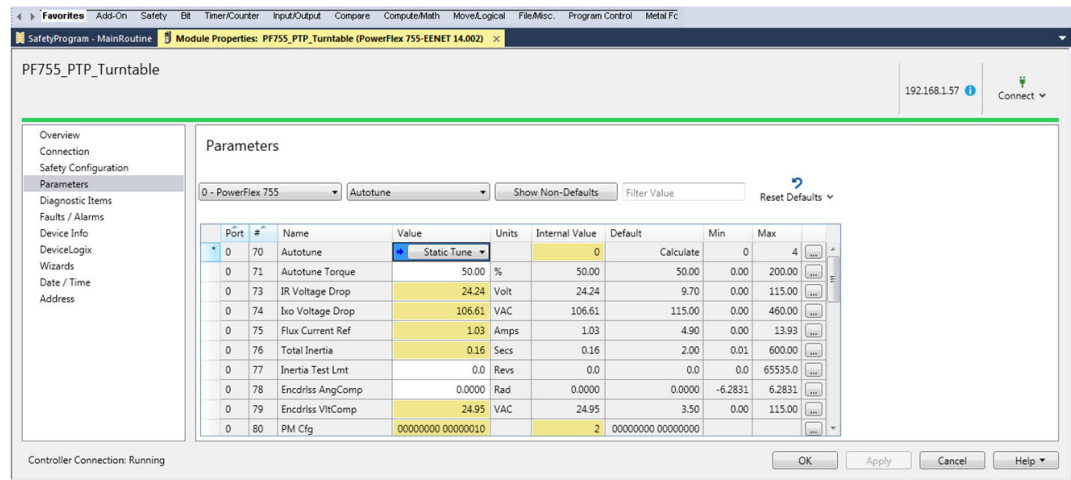 Favorites Add-On Safety Bit Timer/Counter Input/Output Compare Compute/Math Move/Logical File/Misc. Program Control Metal Fc
SafetyProgram - MainRoutine Module Properties: PF755_PTP_Turntable (PowerFlex 755-EENET 14.002) ×
PF755_PTP_Turntable
192.168.1.57
Connect
Overview
Connection
Safety Configuration
Parameters
Diagnostic Items
Faults / Alarms
Device Info
DeviceLogix
Wizards
Date / Time
Address
Parameters
0 - PowerFlex 755 Autotune Show Non-Defaults Filter Value Reset Defaults
Port # Name Value Units Internal Value Default Min Max
* 0 70 Autotune Static Tune 0 Calculate 0 4 ...
0 71 Autotune Torque 50.00 % 50.00 50.00 0.00 200.00 ...
0 73 IR Voltage Drop 24.24 Volt 24.24 9.70 0.00 115.00 ...
0 74 Ixo Voltage Drop 106.61 VAC 106.61 115.00 0.00 460.00 ...
0 75 Flux Current Ref 1.03 Amps 1.03 4.90 0.00 13.93 ...
0 76 Total Inertia 0.16 Secs 0.16 2.00 0.01 600.00 ...
0 77 Inertia Test Lmt 0.0 Revs 0.0 0.0 0.0 65535.0 ...
0 78 Encdrlss AngComp 0.0000 Rad 0.0000 0.0000 -6.2831 6.2831 ...
0 79 Encdrlss VltComp 24.95 VAC 24.95 3.50 0.00 115.00 ...
0 80 PM Cfg 00000000 00000010 2 00000000 00000000 ...
Controller Connection: Running
OK Apply Cancel Help